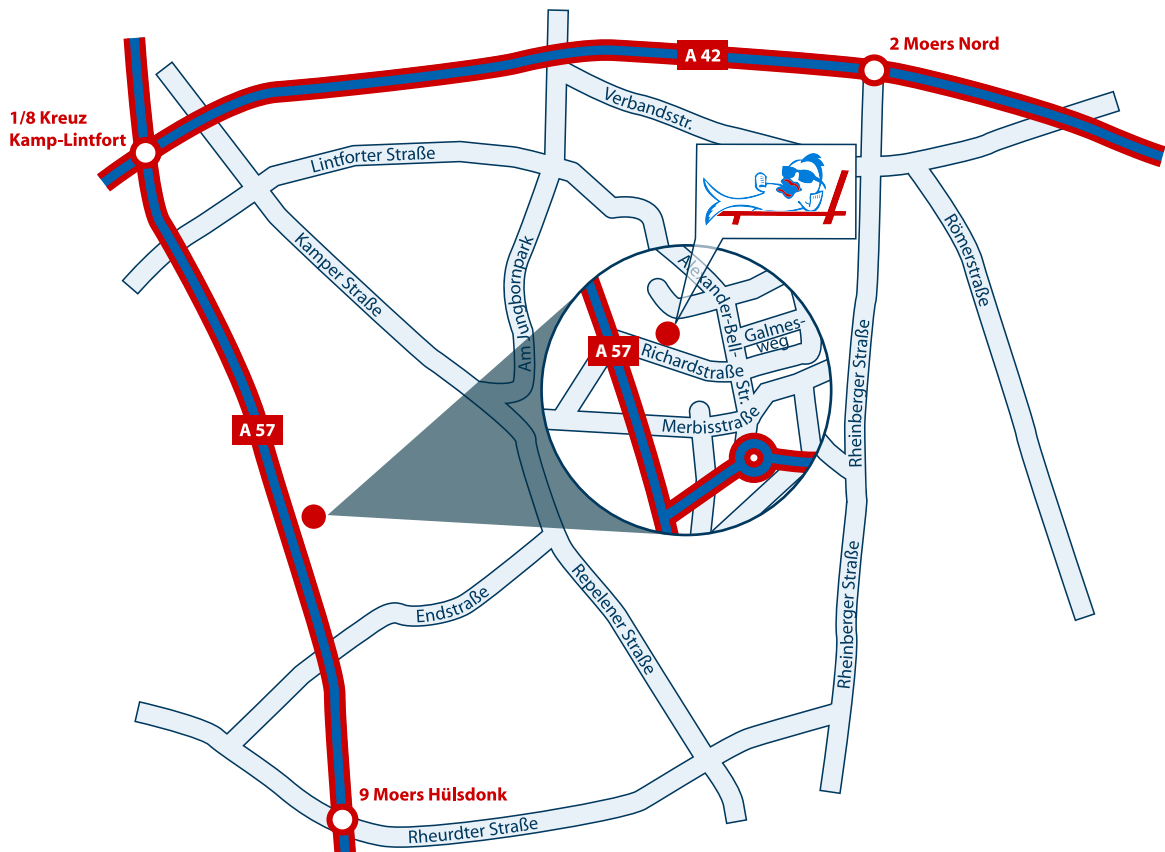 A 42
2 Moers Nord
1/8 Kreuz
Kamp-Lintfort
Verbandsstr.
Lintforter Straße
Kamper Straße
Am Jungbornpark
Römerstraße
Alexander-Bell-Str.
Galmes-
weg
A 57
Richardstraße
Merbisstraße
Rheinberger Straße
A 57
Rheinberger Straße
Endstraße
Repelener Straße
9 Moers Hülsdonk
Rheurdter Straße